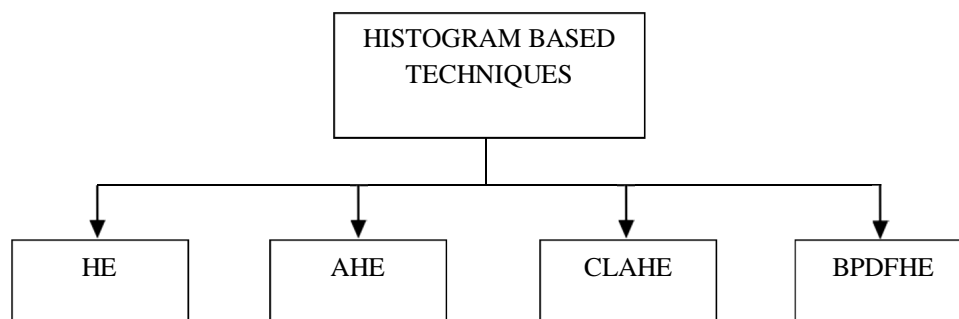 HISTOGRAM BASED
TECHNIQUES
HE
AHE
CLAHE
BPDFHE